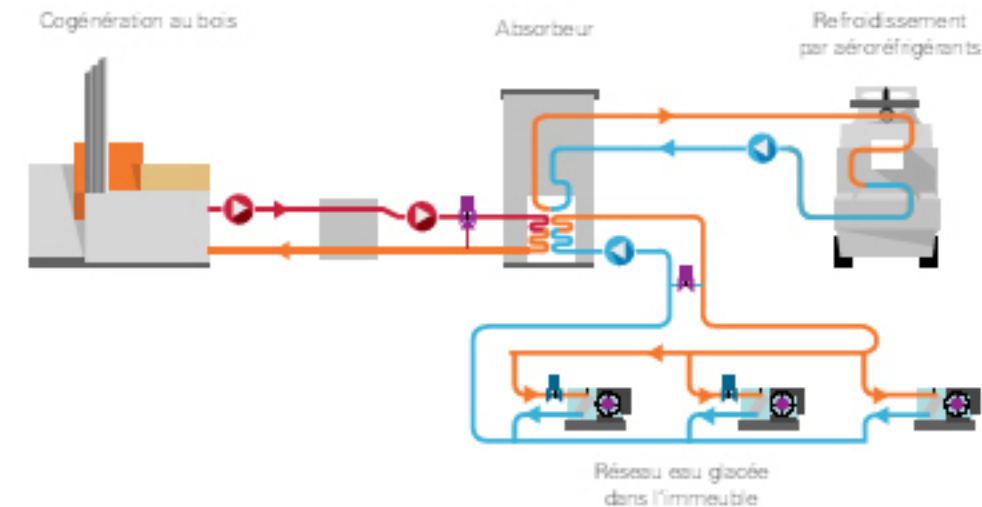 Cogénération au bois
Absorbeur
Refroidissement
par aéroréfrigérants
Réseau eau glacée
dans l'immeuble